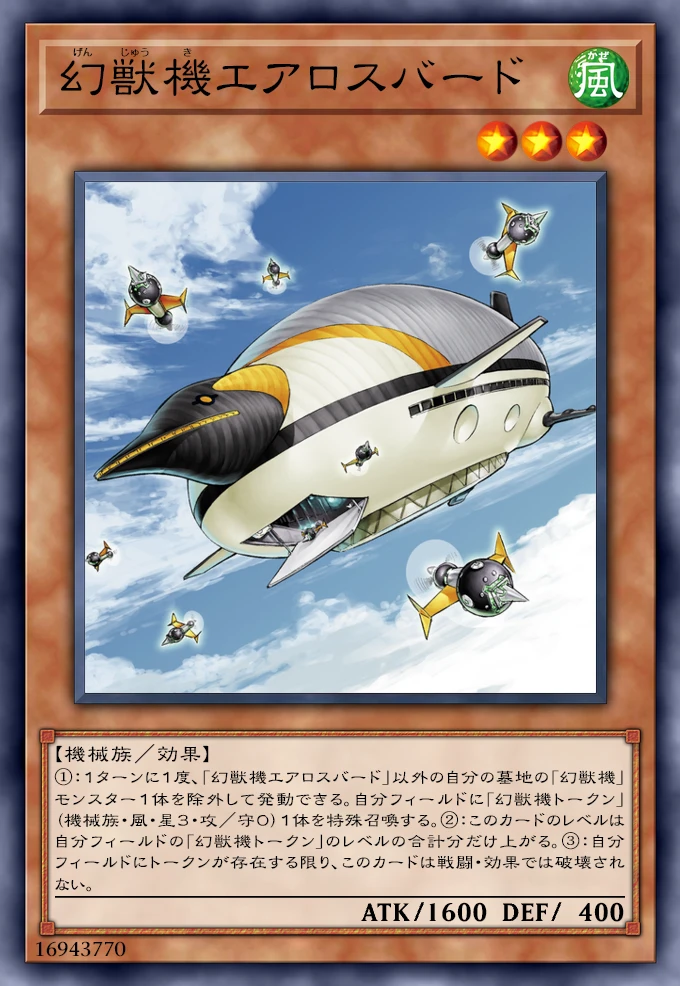 げん じゅう き
幻獣機エアロスバード
かぜ
風
【機械族／効果】
①：1ターンに1度、「幻獣機エアロスバード」以外の自分の墓地の「幻獣機」
モンスター1体を除外して発動できる。自分フィールドに「幻獣機トークン」
（機械族・風・星3・攻／守0）1体を特殊召喚する。②：このカードのレベルは
自分フィールドの「幻獣機トークン」のレベルの合計分だけ上がる。③：自分
フィールドにトークンが存在する限り、このカードは戦闘・効果では破壊され
ない。
ATK/1600 DEF/ 400
16943770